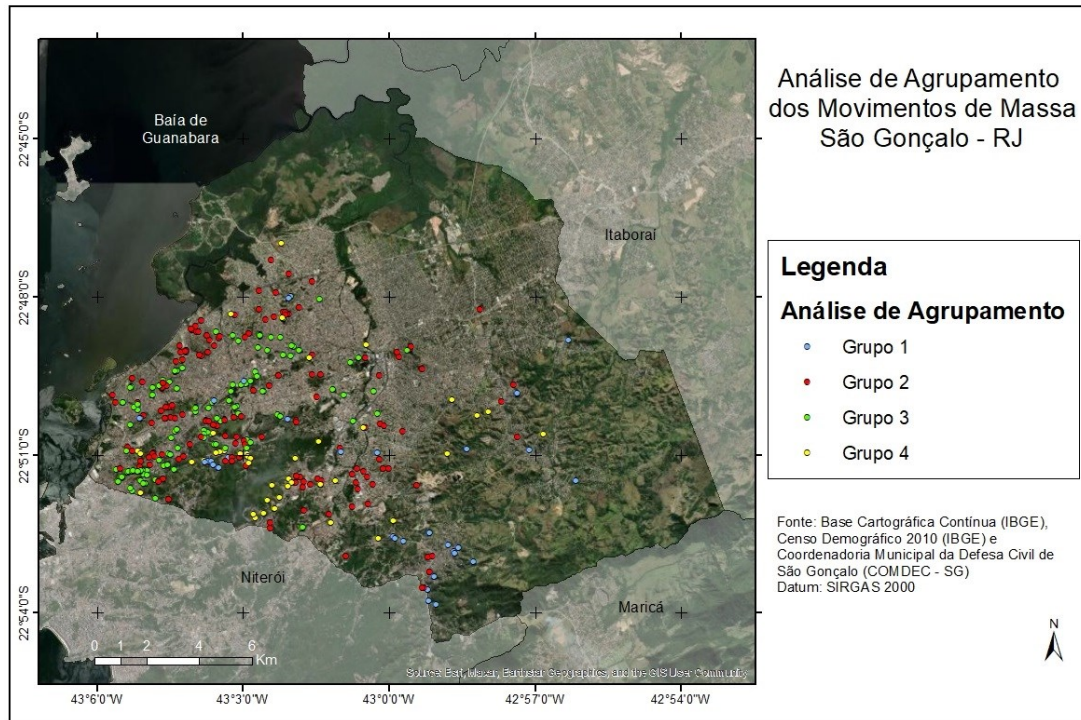 Análise de Agrupamento
dos Movimentos de Massa
São Gonçalo - RJ
Baía de
Guanabara
Itaboraí
Niterói
Maricá
22°45'0"S
22°48'0"S
22°51'0"S
22°54'0"S
43°6'0"W 43°3'0"W 43°0'0"W 42°57'0"W 42°54'0"W
0 1 2 4 6
Km
Source: Esri, Maxar, Earthstar Geographics, and the GIS User Community
Legenda
Análise de Agrupamento
Grupo 1
Grupo 2
Grupo 3
Grupo 4
Fonte: Base Cartográfica Contínua (IBGE),
Censo Demográfico 2010 (IBGE) e
Coordenadoria Municipal da Defesa Civil de
São Gonçalo (COMDEC - SG)
Datum: SIRGAS 2000
N